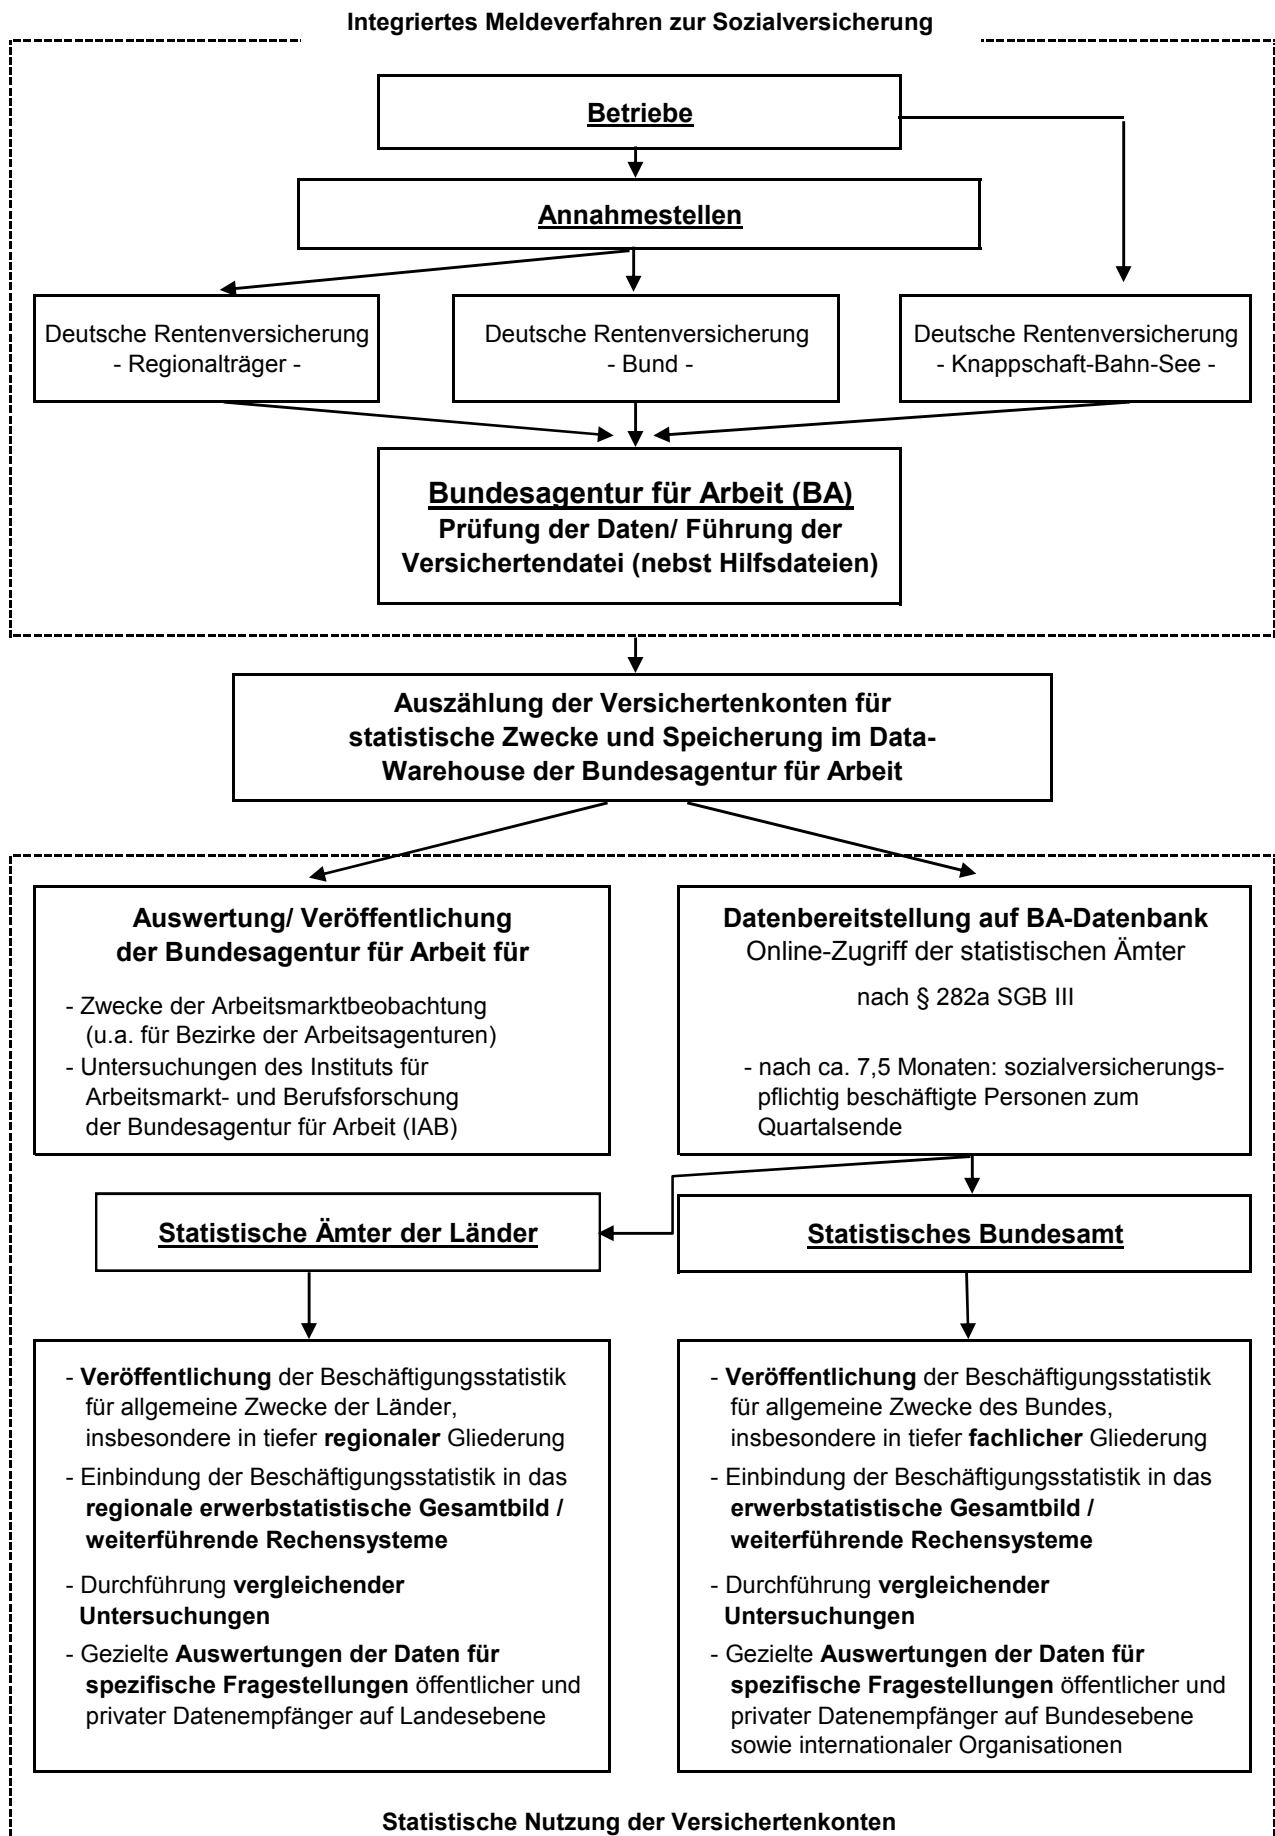 Integriertes Meldeverfahren zur Sozialversicherung
Betriebe
Annahmestellen
Deutsche Rentenversicherung
- Regionalträger -
Deutsche Rentenversicherung
- Bund -
Deutsche Rentenversicherung
- Knappschaft-Bahn-See -
Bundesagentur für Arbeit (BA)
Prüfung der Daten/ Führung der
Versichertendatei (nebst Hilfsdateien)
Auszählung der Versichertenkonten für
statistische Zwecke und Speicherung im Data-
Warehouse der Bundesagentur für Arbeit
Auswertung/ Veröffentlichung
der Bundesagentur für Arbeit für
- Zwecke der Arbeitsmarktbeobachtung
(u.a. für Bezirke der Arbeitsagenturen)
- Untersuchungen des Instituts für
Arbeitsmarkt- und Berufsforschung
der Bundesagentur für Arbeit (IAB)
Datenbereitstellung auf BA-Datenbank
Online-Zugriff der statistischen Ämter
nach § 282a SGB III
- nach ca. 7,5 Monaten: sozialversicherungs-
pflichtig beschäftigte Personen zum
Quartalsende
Statistische Ämter der Länder
Statistisches Bundesamt
- Veröffentlichung der Beschäftigungsstatistik
für allgemeine Zwecke der Länder,
insbesondere in tiefer regionaler Gliederung
- Einbindung der Beschäftigungsstatistik in das
regionale erwerbstatistische Gesamtbild /
weiterführende Rechensysteme
- Durchführung vergleichender
Untersuchungen
- Gezielte Auswertungen der Daten für
spezifische Fragestellungen öffentlicher und
privater Datenempfänger auf Landesebene
- Veröffentlichung der Beschäftigungsstatistik
für allgemeine Zwecke des Bundes,
insbesondere in tiefer fachlicher Gliederung
- Einbindung der Beschäftigungsstatistik in das
erwerbstatistische Gesamtbild /
weiterführende Rechensysteme
- Durchführung vergleichender
Untersuchungen
- Gezielte Auswertungen der Daten für
spezifische Fragestellungen öffentlicher und
privater Datenempfänger auf Bundesebene
sowie internationaler Organisationen
Statistische Nutzung der Versichertenkonten